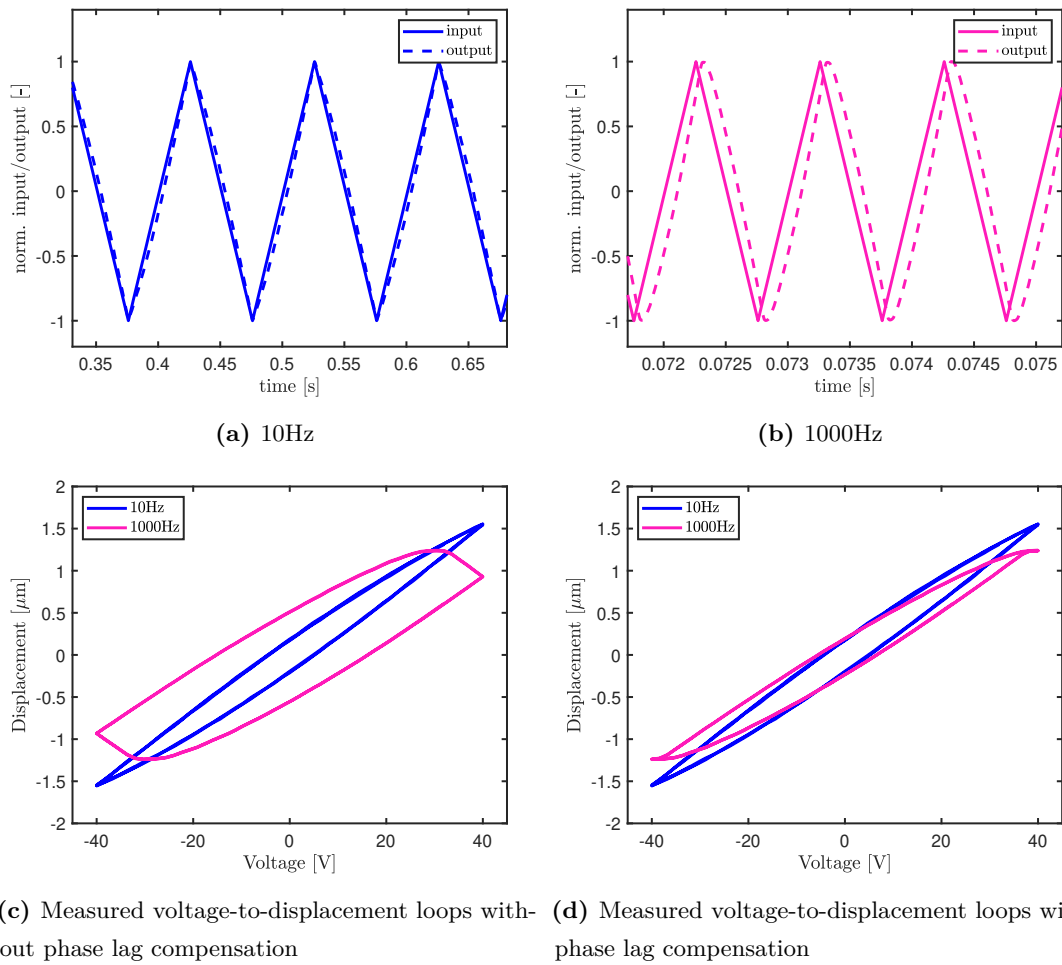 input
output
1
0.5
0
-0.5
-1
norm. input/output [-]
0.35 0.4 0.45 0.5 0.55 0.6 0.65
time [s]
(a) 10Hz
input
output
1
0.5
0
-0.5
-1
norm. input/output [-]
0.072 0.0725 0.073 0.0735 0.074 0.0745 0.075
time [s]
(b) 1000Hz
10Hz
1000Hz
2
1.5
1
0.5
0
-0.5
-1
-1.5
-2
Displacement [μm]
-40 -20 0 20 40
Voltage [V]
(c) Measured voltage-to-displacement loops with-
out phase lag compensation
10Hz
1000Hz
2
1.5
1
0.5
0
-0.5
-1
-1.5
-2
Displacement [μm]
-40 -20 0 20 40
Voltage [V]
(d) Measured voltage-to-displacement loops wi
phase lag compensation